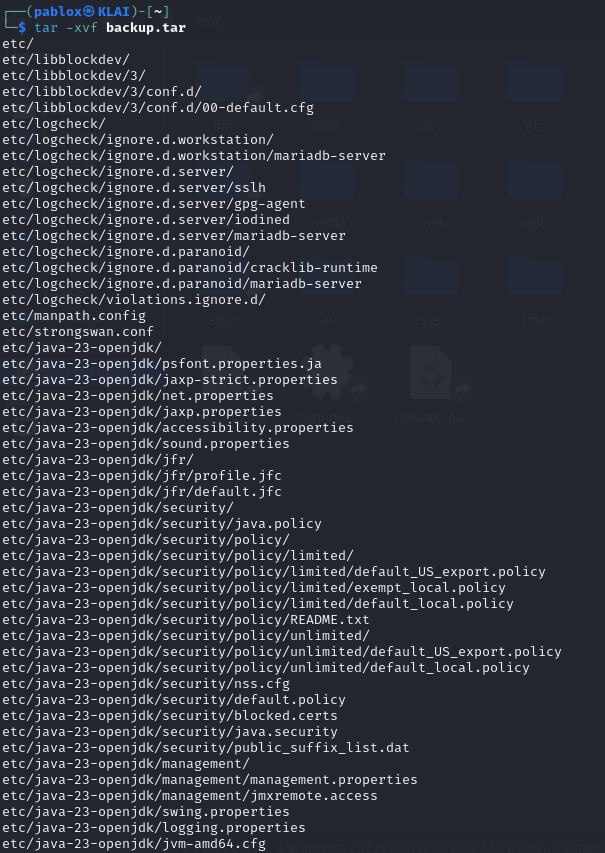 ┌──(pablox㉿KLAI)-[~]
└─$ tar -xvf backup.tar
etc/
etc/libblockdev/
etc/libblockdev/3/
etc/libblockdev/3/conf.d/
etc/libblockdev/3/conf.d/00-default.cfg
etc/logcheck/
etc/logcheck/ignore.d.workstation/
etc/logcheck/ignore.d.workstation/mariadb-server
etc/logcheck/ignore.d.server/
etc/logcheck/ignore.d.server/sslh
etc/logcheck/ignore.d.server/gpg-agent
etc/logcheck/ignore.d.server/iodined
etc/logcheck/ignore.d.server/mariadb-server
etc/logcheck/ignore.d.paranoid/
etc/logcheck/ignore.d.paranoid/cracklib-runtime
etc/logcheck/ignore.d.paranoid/mariadb-server
etc/logcheck/violations.ignore.d/
etc/manpath.config
etc/strongswan.conf
etc/java-23-openjdk/
etc/java-23-openjdk/psfont.properties.ja
etc/java-23-openjdk/jaxp-strict.properties
etc/java-23-openjdk/net.properties
etc/java-23-openjdk/jaxp.properties
etc/java-23-openjdk/accessibility.properties
etc/java-23-openjdk/sound.properties
etc/java-23-openjdk/jfr/
etc/java-23-openjdk/jfr/profile.jfc
etc/java-23-openjdk/jfr/default.jfc
etc/java-23-openjdk/security/
etc/java-23-openjdk/security/java.policy
etc/java-23-openjdk/security/policy/
etc/java-23-openjdk/security/policy/limited/
etc/java-23-openjdk/security/policy/limited/default_US_export.policy
etc/java-23-openjdk/security/policy/limited/exempt_local.policy
etc/java-23-openjdk/security/policy/limited/default_local.policy
etc/java-23-openjdk/security/policy/README.txt
etc/java-23-openjdk/security/policy/unlimited/
etc/java-23-openjdk/security/policy/unlimited/default_US_export.policy
etc/java-23-openjdk/security/policy/unlimited/default_local.policy
etc/java-23-openjdk/security/nss.cfg
etc/java-23-openjdk/security/default.policy
etc/java-23-openjdk/security/blocked.certs
etc/java-23-openjdk/security/java.security
etc/java-23-openjdk/security/public_suffix_list.dat
etc/java-23-openjdk/management/
etc/java-23-openjdk/management/management.properties
etc/java-23-openjdk/management/jmxremote.access
etc/java-23-openjdk/swing.properties
etc/java-23-openjdk/logging.properties
etc/java-23-openjdk/jvm-amd64.cfg
tmp
bin
boot
dev
etc
media
mnt
opt
sbin
srv
sys
tmp
vmlinuz
vmlinuz.old